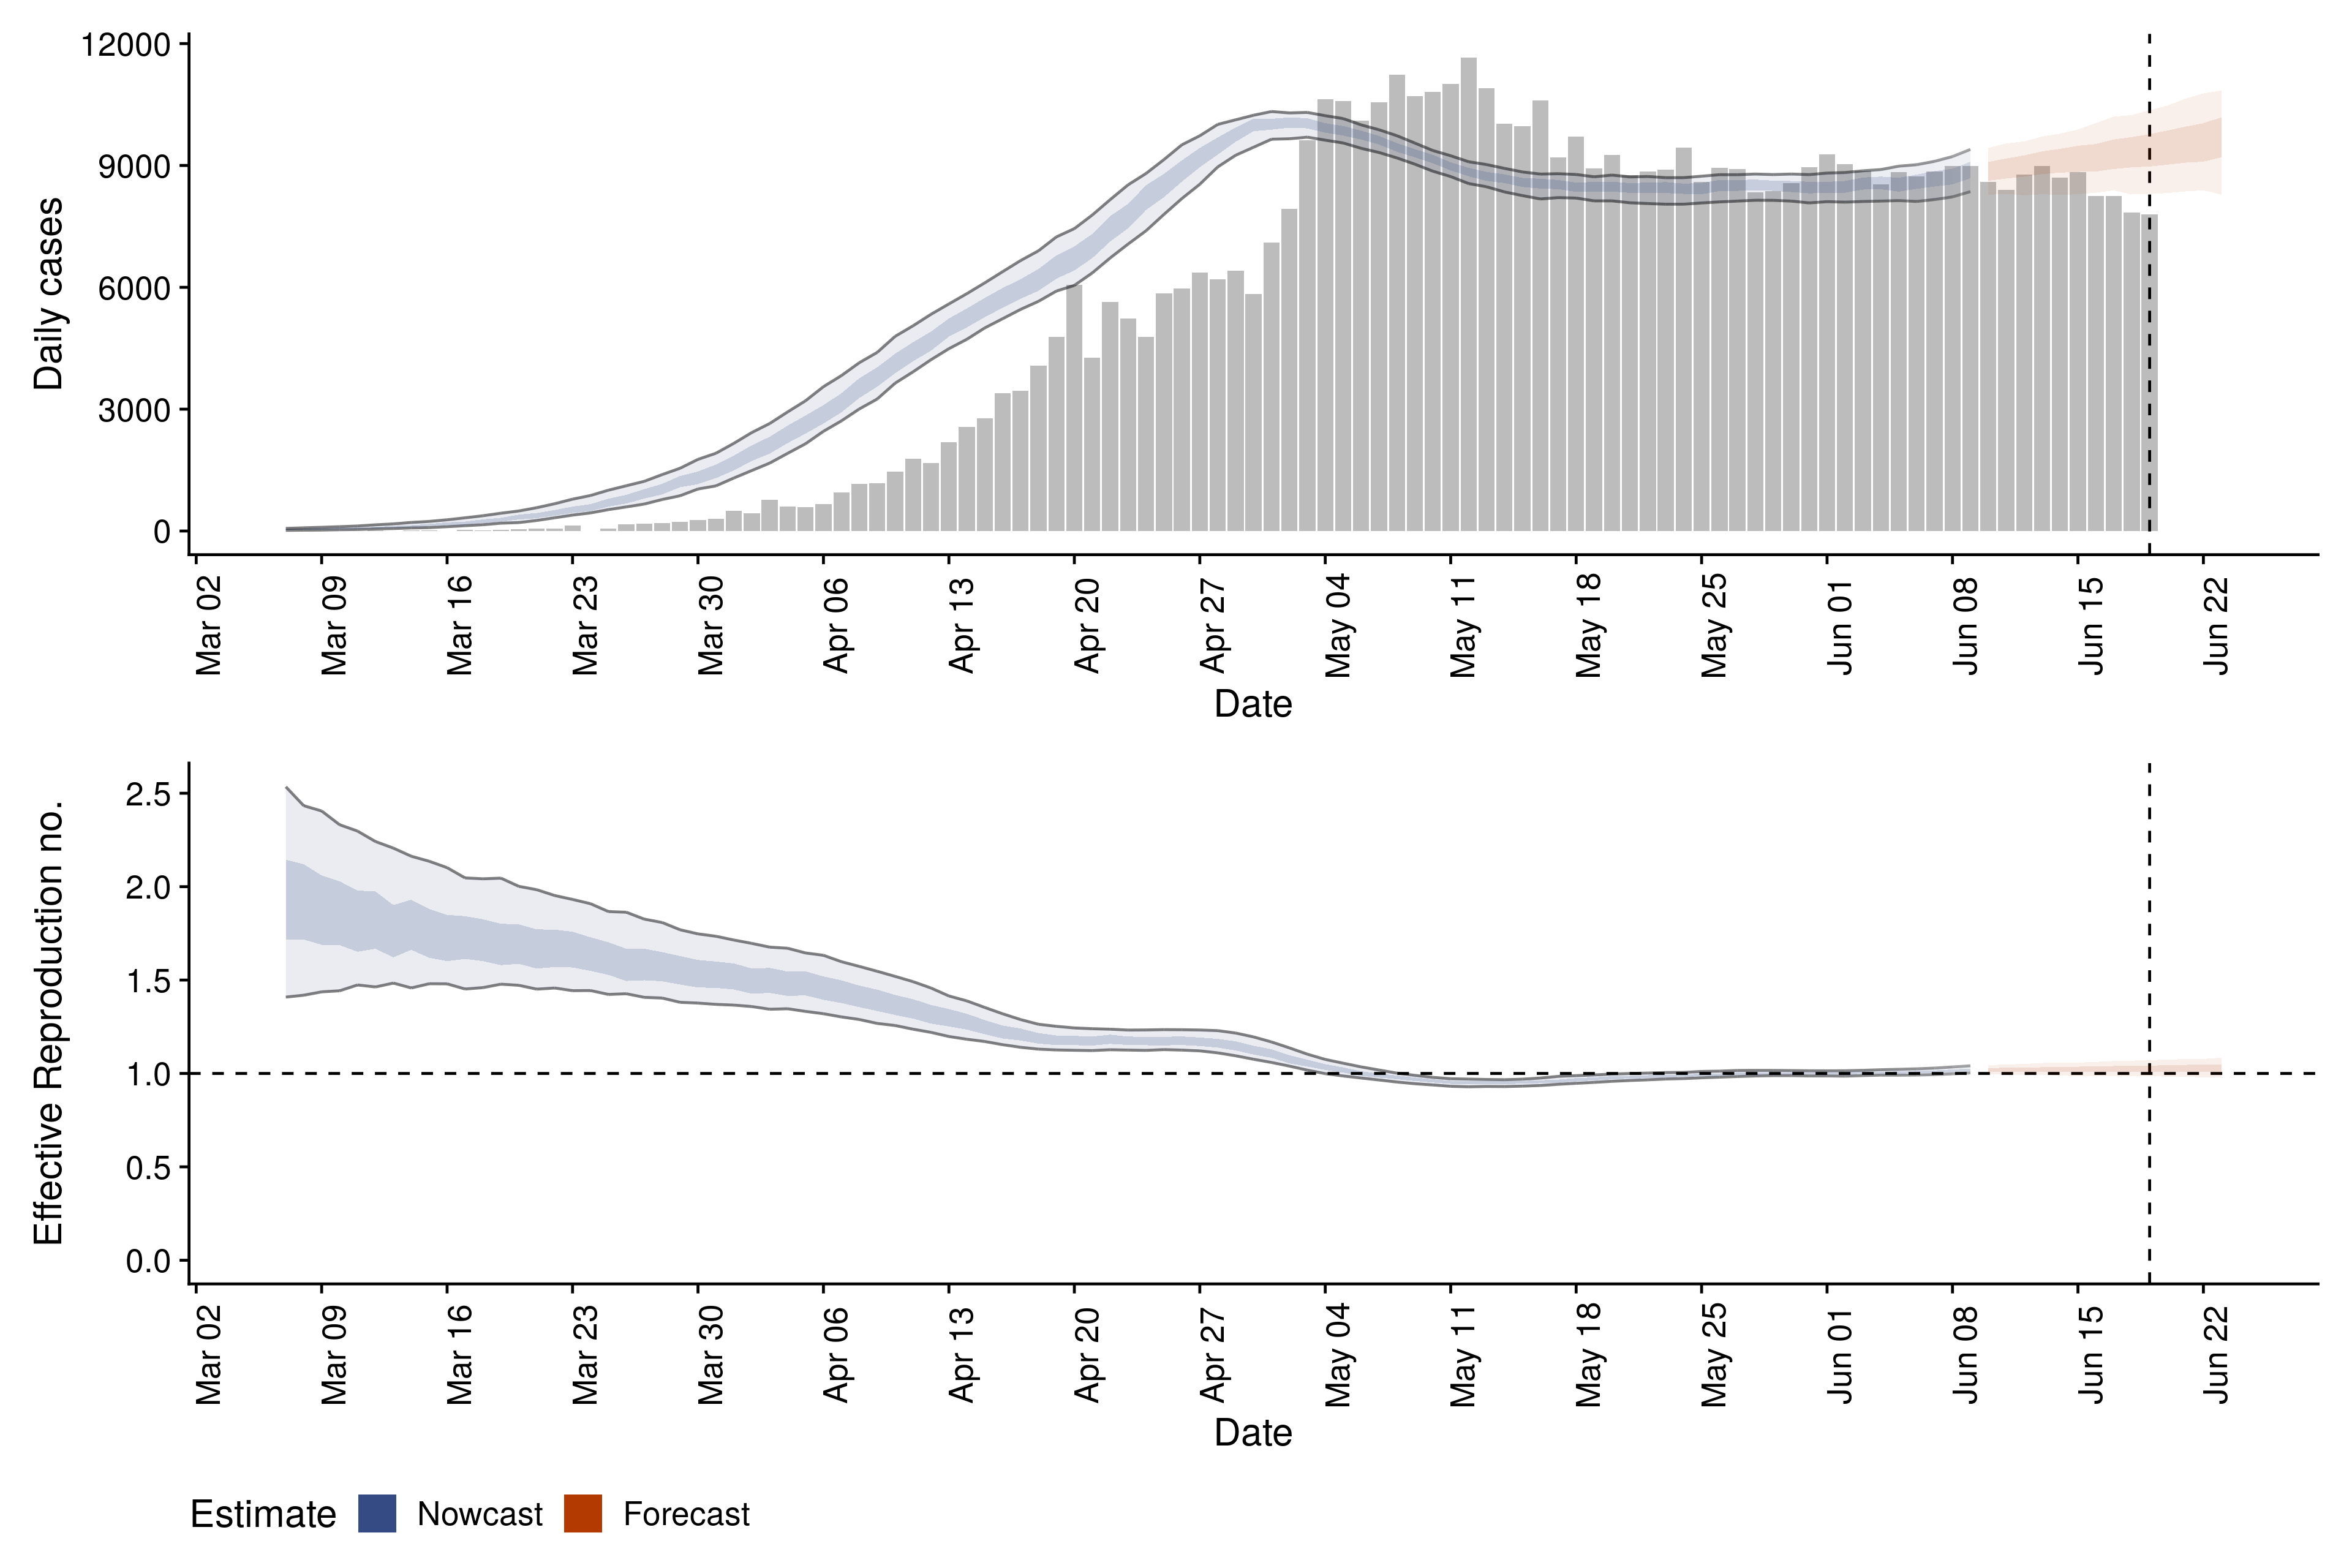 12000
9000
6000
3000
0
Daily cases
Mar 02 Mar 09 Mar 16 Mar 23 Mar 30 Apr 06 Apr 13 Apr 20 Apr 27 May 04 May 11 May 18 May 25 Jun 01 Jun 08 Jun 15 Jun 22
Date
2.5
2.0
1.5
1.0
0.5
0.0
Effective Reproduction no.
Mar 02 Mar 09 Mar 16 Mar 23 Mar 30 Apr 06 Apr 13 Apr 20 Apr 27 May 04 May 11 May 18 May 25 Jun 01 Jun 08 Jun 15 Jun 22
Date
Estimate Nowcast Forecast